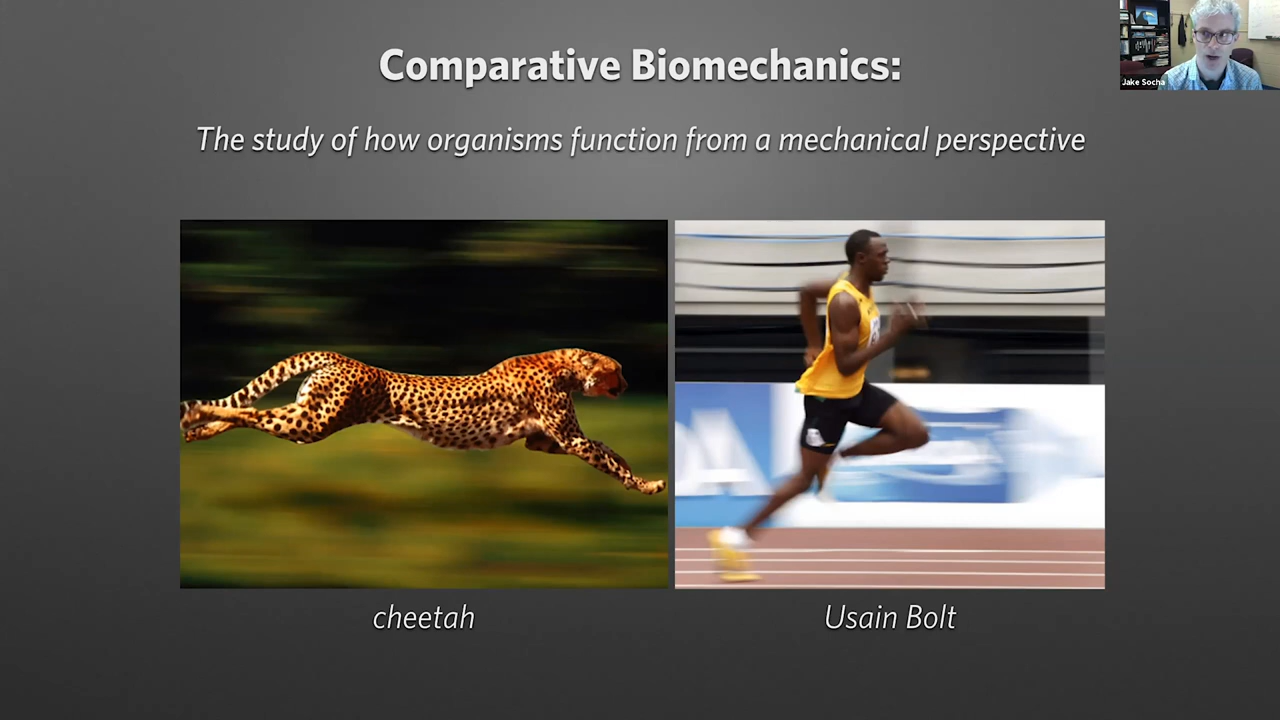 Comparative Biomechanics:
Jake Socha
The study of how organisms function from a mechanical perspective
cheetah
Usain Bolt